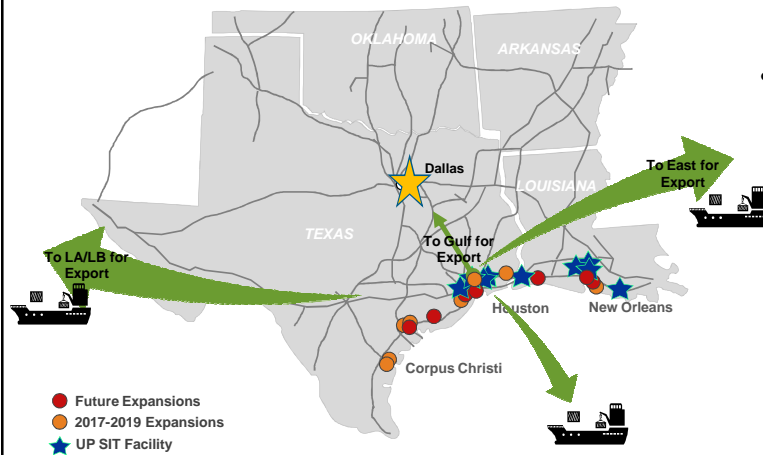 OKLAHOMA
ARKANSAS
Dallas
To East for
Export
LOUISIANA
TEXAS
To Gulf for
Export
To LA/LB for
Export
Houston
New Orleans
Corpus Christi
Future Expansions
2017-2019 Expansions
UP SIT Facility